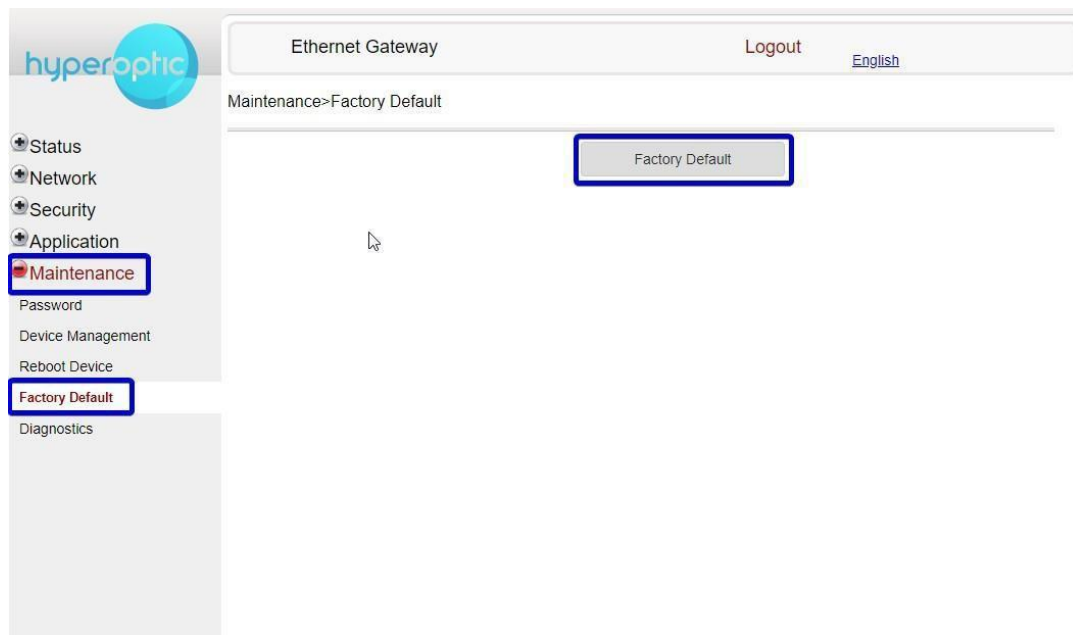 hyperoptic
Ethernet Gateway
Logout
English
Maintenance>Factory Default
Factory Default
Status
Network
Security
Application
Maintenance
Password
Device Management
Reboot Device
Factory Default
Diagnostics